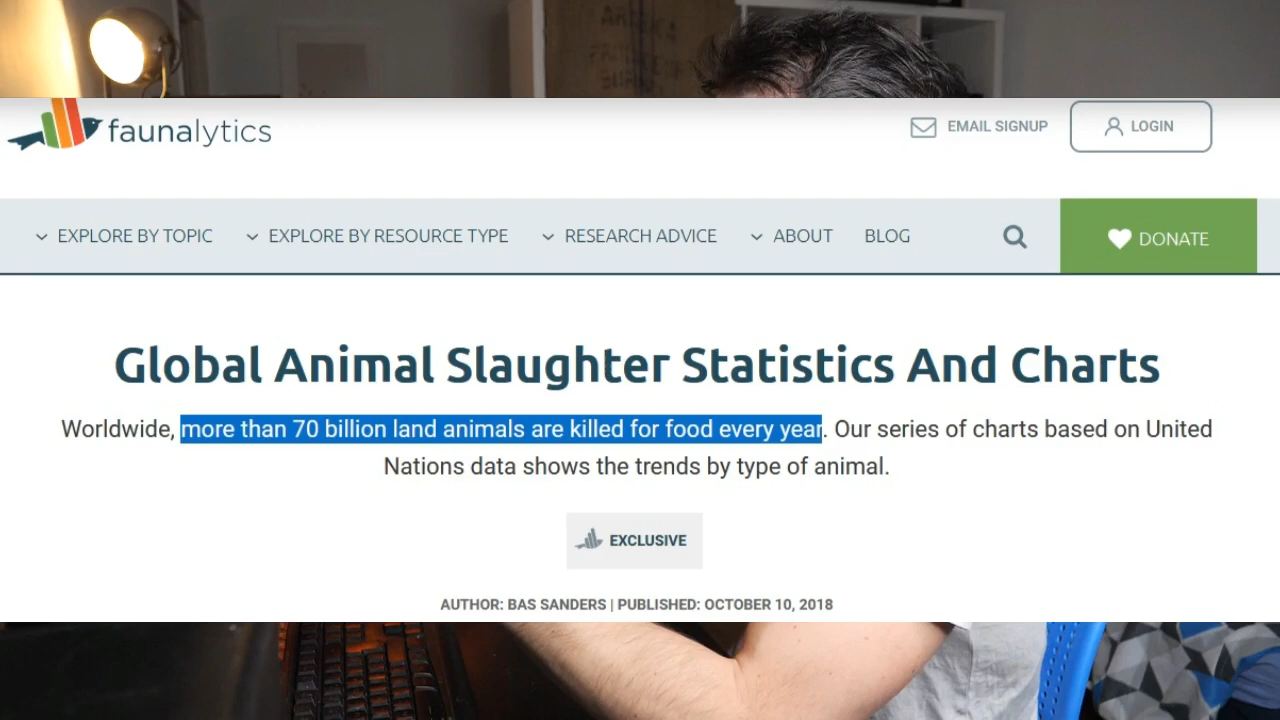 faunalytics
EMAIL SIGNUP
LOGIN
EXPLORE BY TOPIC
EXPLORE BY RESOURCE TYPE
RESEARCH ADVICE
ABOUT
BLOG
DONATE
Global Animal Slaughter Statistics And Charts
Worldwide, more than 70 billion land animals are killed for food every year. Our series of charts based on United
Nations data shows the trends by type of animal.
EXCLUSIVE
AUTHOR: BAS SANDERS | PUBLISHED: OCTOBER 10, 2018